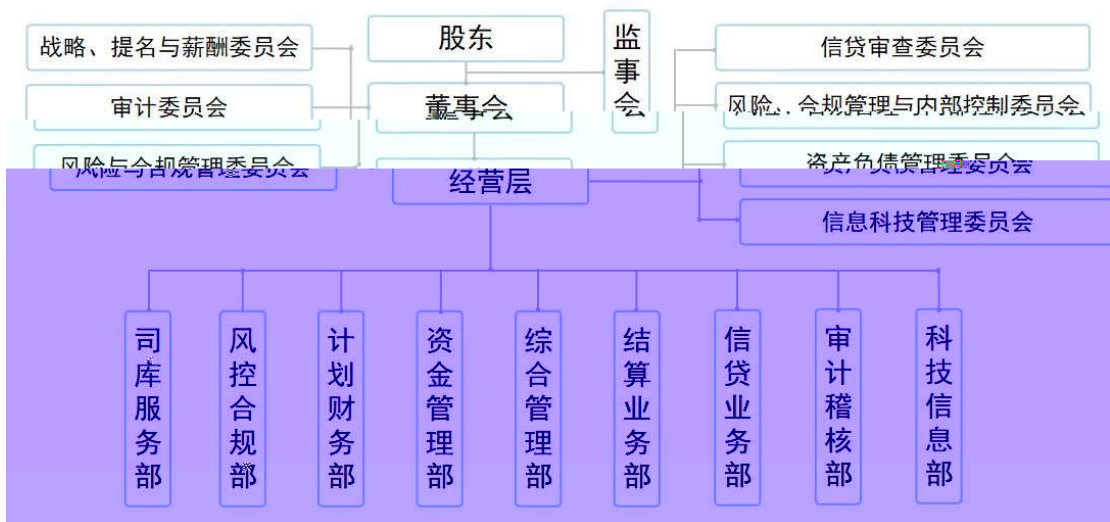 战略、提名与薪酬委员会
股东
监事会
信贷审查委员会
审计委员会
董事会
风险、合规管理与内部控制委员会
风险与合规管理委员会
经营层
资产负债管理委员会
信息科技管理委员会
司库服务部
风控合规部
计划财务部
资金管理部
综合管理部
结算业务部
信贷业务部
审计稽核部
科技信息部